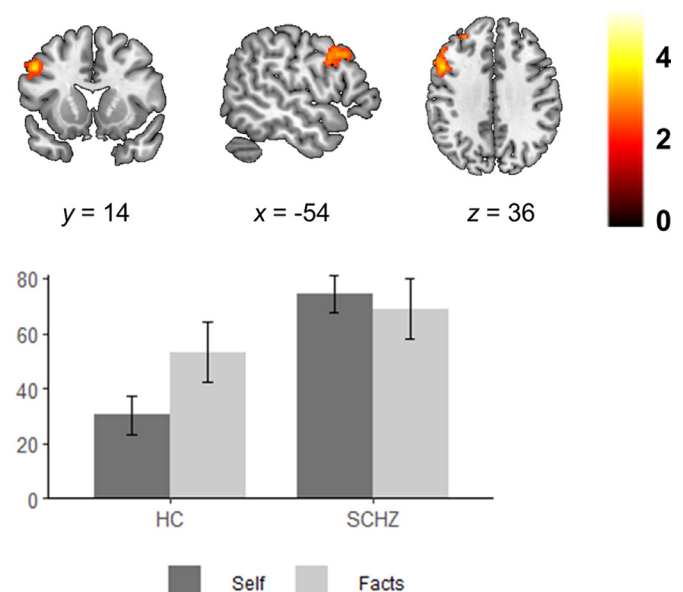 4
2
0
y = 14
x = -54
z = 36
80
60
40
20
0
HC
SCHZ
Self
Facts